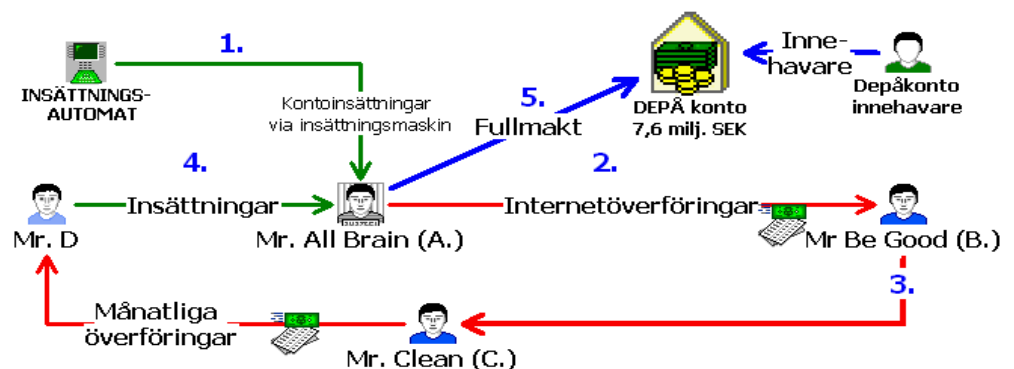 1.
INSÄTTNINGS-
AUTOMAT
Kontoinsättningar
via insättningsmaskin
5.
Fullmakt
DEPÅ konto
7,6 milj. SEK
Inne-
havare
Depåkonto
innehavare
4.
Insättningar
Mr. D
SUSPECT
Mr. All Brain (A.)
2.
Internetöverföringar
Mr Be Good (B.)
3.
Månatliga
överföringar
Mr. Clean (C.)